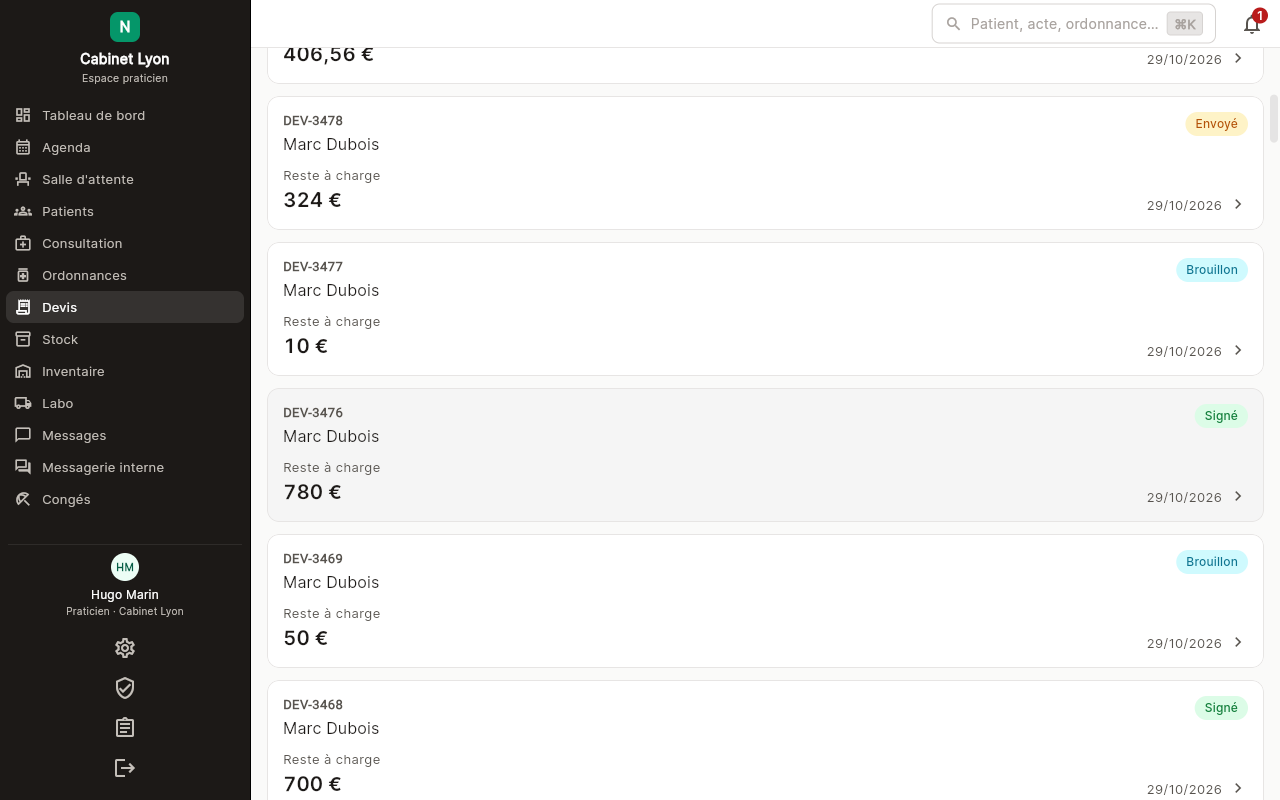 N
Cabinet Lyon
Espace praticien
Tableau de bord
Agenda
Salle d'attente
Patients
Consultation
Ordonnances
Devis
Stock
Inventaire
Labo
Messages
Messagerie interne
Congés
HM
Hugo Marin
Praticien · Cabinet Lyon
Patient, acte, ordonnance... ⌘K
1
406,56 €
29/10/2026
DEV-3478
Envoyé
Marc Dubois
Reste à charge
324 €
29/10/2026
DEV-3477
Brouillon
Marc Dubois
Reste à charge
10 €
29/10/2026
DEV-3476
Signé
Marc Dubois
Reste à charge
780 €
29/10/2026
DEV-3469
Brouillon
Marc Dubois
Reste à charge
50 €
29/10/2026
DEV-3468
Signé
Marc Dubois
Reste à charge
700 €
29/10/2026